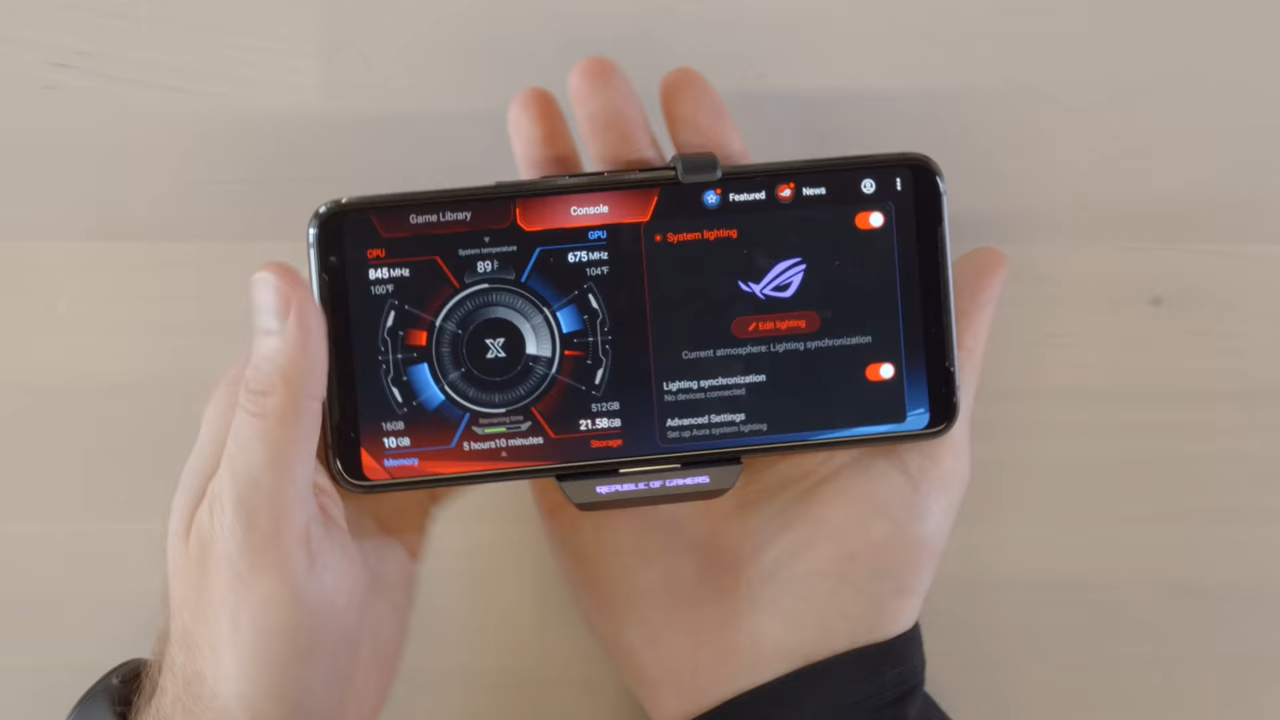 Game Library
Console
Featured
News
CPU
845 MHz
100°F
System temperature
89°F
GPU
675 MHz
104°F
X
16GB
10 GB
Memory
Remaining time
5 hours10 minutes
512GB
21.58GB
Storage
System lighting
Edit lighting
Current atmosphere: Lighting synchronization
Lighting synchronization
No devices connected
Advanced Settings
Set up Aura system lighting
REPUBLIC OF GAMERS